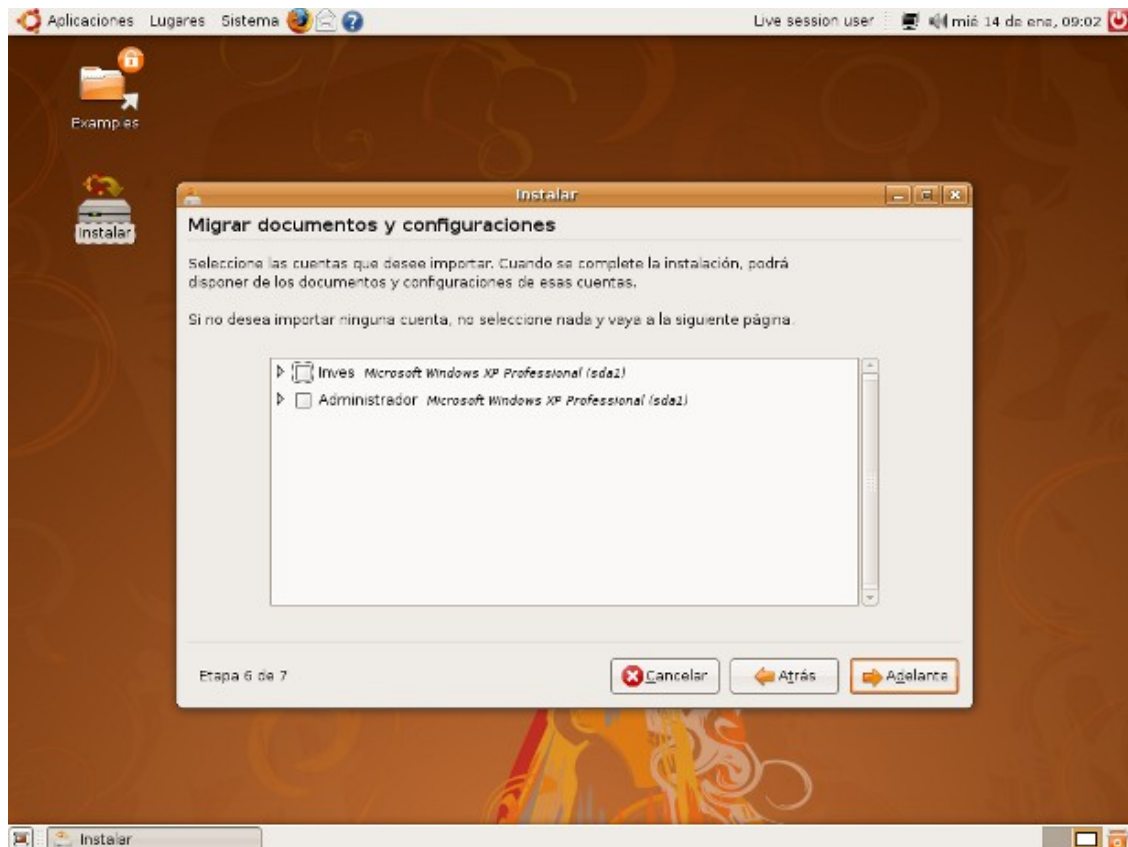 Aplicaciones Lugares Sistema Live session user mié 14 de ene, 09:02
Examples
Instalar
Instalar
Migrar documentos y configuraciones
Seleccione las cuentas que desee importar. Cuando se complete la instalación, podrá
disponer de los documentos y configuraciones de esas cuentas.
Si no desea importar ninguna cuenta, no seleccione nada y vaya a la siguiente página.
Inves Microsoft Windows XP Professional (sda1)
Administrador Microsoft Windows XP Professional (sda1)
Etapa 6 de 7 Cancelar Atrás Adelante
Instalar